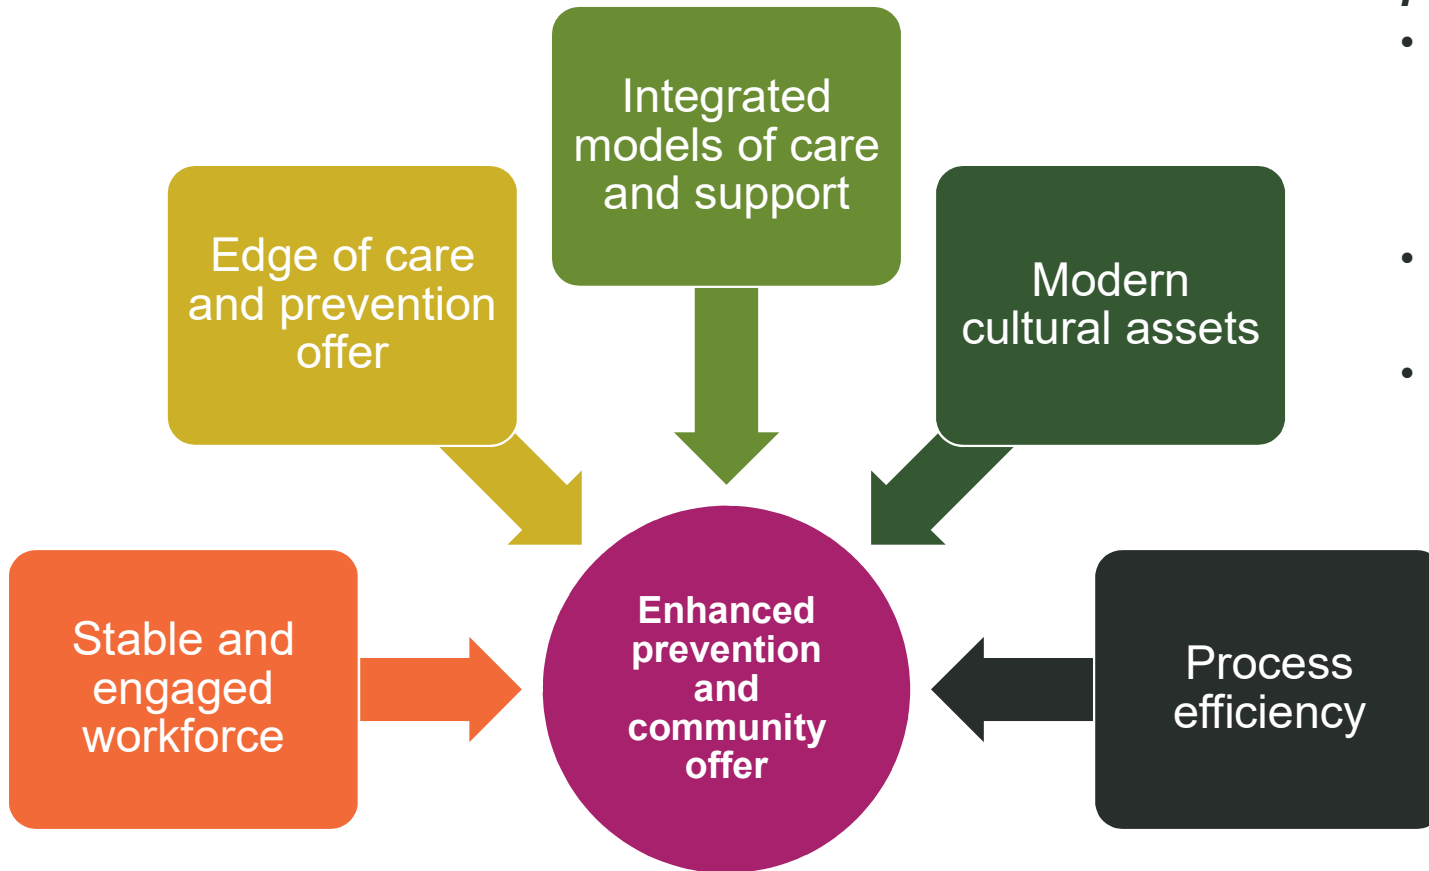 Integrated
models of care
and support
Edge of care
and prevention
offer
Modern
cultural assets
Stable and
engaged
workforce
Enhanced
prevention
and
community
offer
Process
efficiency
•
•
•